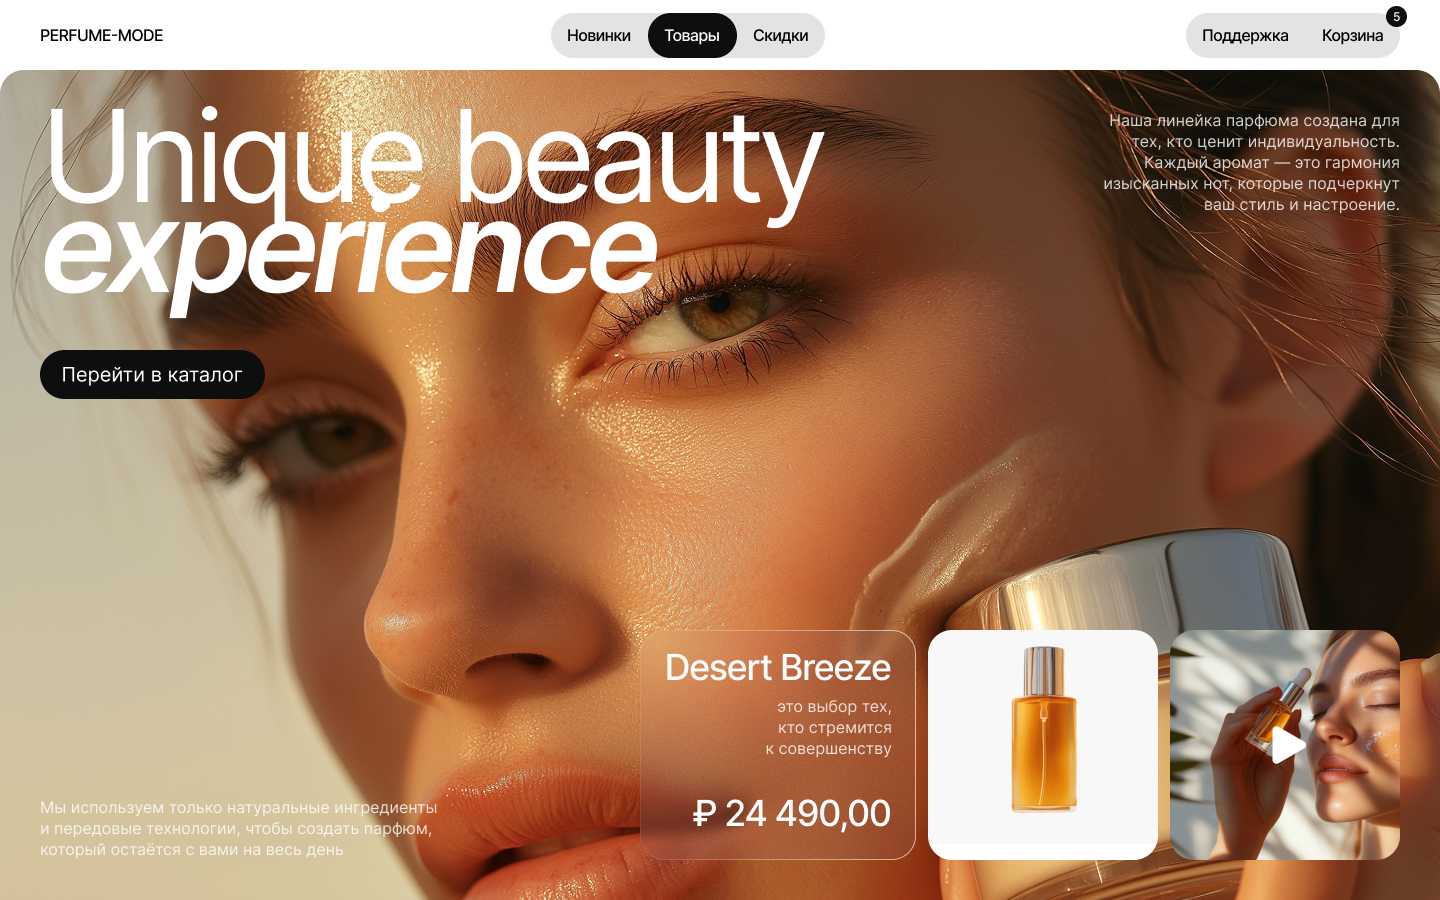 PERFUME-MODE
Новинки
Товары
Скидки
Поддержка
Корзина
5
Unique beauty
experience
Наша линейка парфюма создана для
тех, кто ценит индивидуальность.
Каждый аромат — это гармония
изысканных нот, которые подчеркнут
ваш стиль и настроение.
Перейти в каталог
Desert Breeze
это выбор тех,
кто стремится
к совершенству
₽ 24 490,00
Мы используем только натуральные ингредиенты
и передовые технологии, чтобы создать парфюм,
который остаётся с вами на весь день